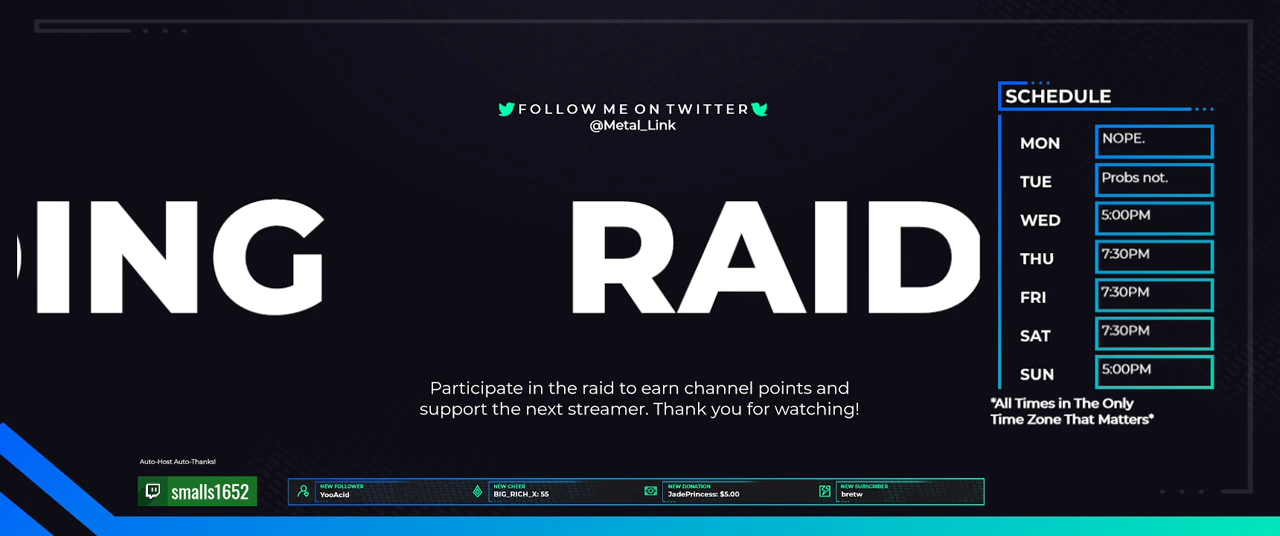 FOLLOW ME ON TWITTER
@Metal_Link
ING RAID
Participate in the raid to earn channel points and
support the next streamer. Thank you for watching!
SCHEDULE
MON NOPE.
TUE Probs not.
WED 5:00PM
THU 7:30PM
FRI 7:30PM
SAT 7:30PM
SUN 5:00PM
*All Times in The Only
Time Zone That Matters*
Auto-Host Auto-Thanks!
smalls1652
NEW FOLLOWER
YooAcid
NEW CHEER
BIG_RICH_X: 55
NEW DONATION
JadePrincess: $5.00
NEW SUBSCRIBER
bretw